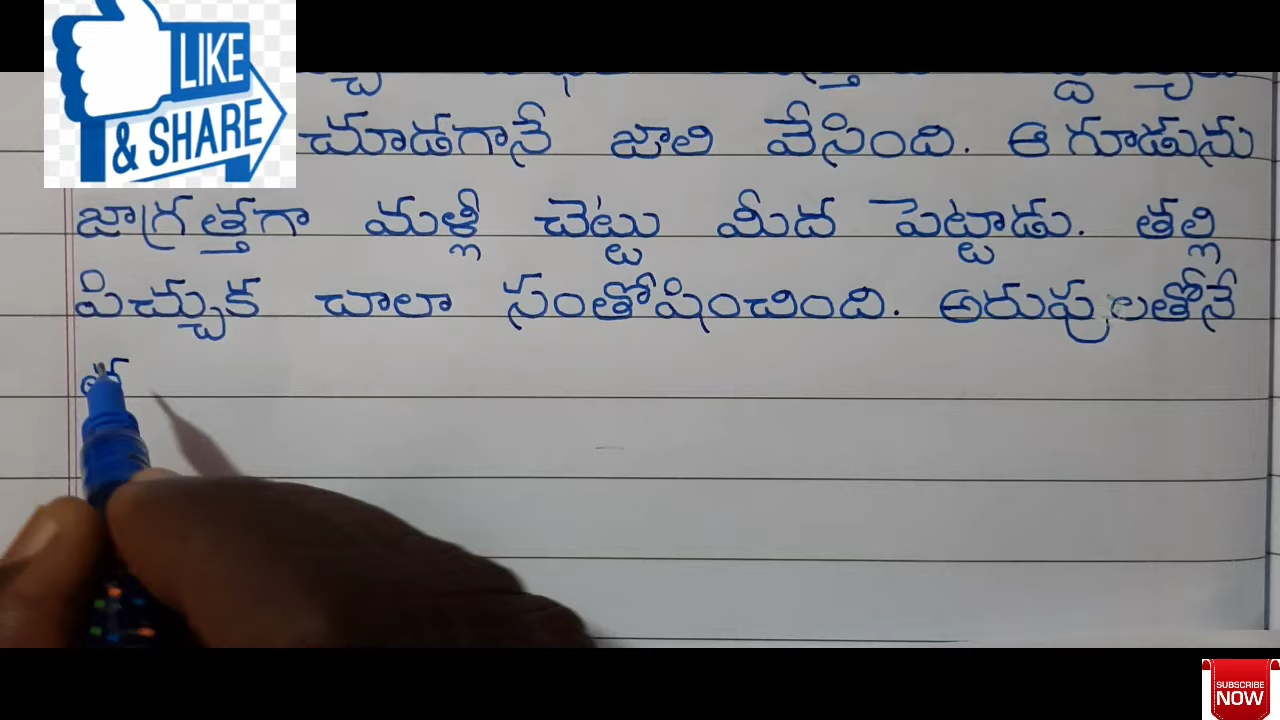 LIKE
& SHARE
చూడగానే జాలి వేసింది. ఆ గూడును
జాగ్రత్తగా మళ్లీ చెట్టు మీద పెట్టాడు. తల్లి
పిచ్చుక చాలా సంతోషించింది. అరుపులతోనే
SUBSCRIBE
NOW